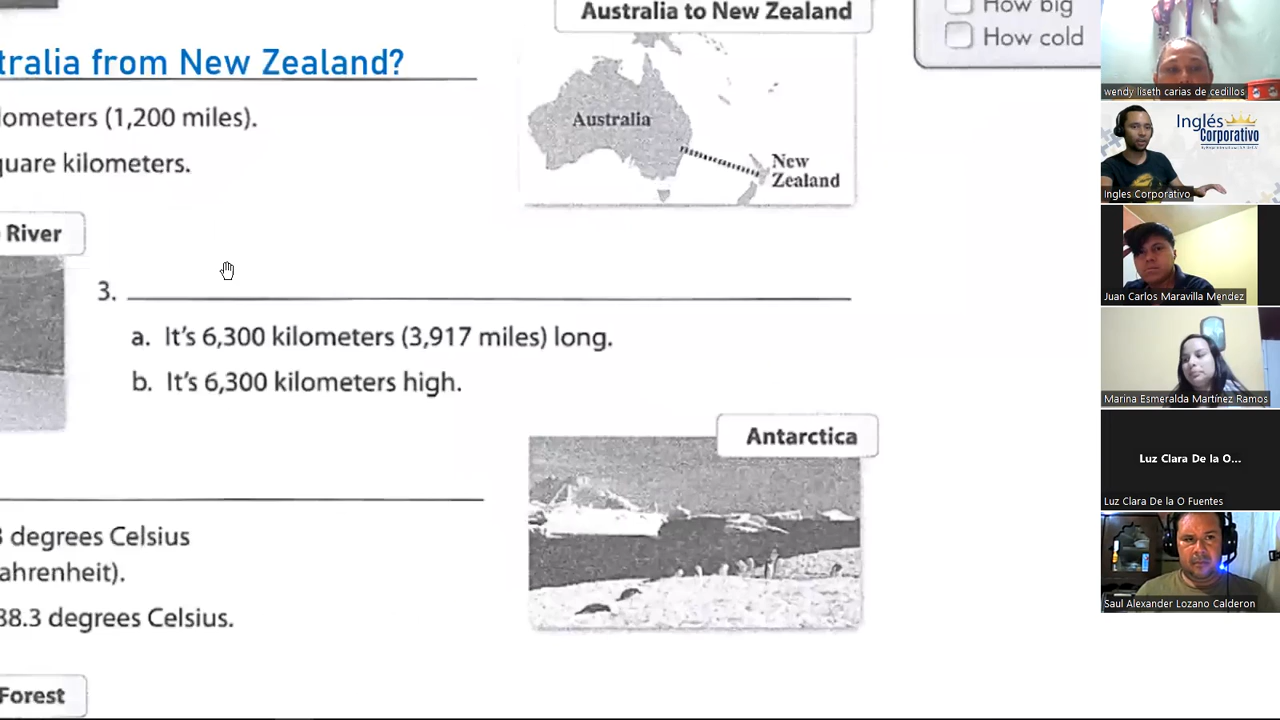 Australia to New Zealand
How big
How cold
tralia from New Zealand?
lometers (1,200 miles).
quare kilometers.
Australia
New
Zealand
River
3.
a. It's 6,300 kilometers (3,917 miles) long.
b. It's 6,300 kilometers high.
Antarctica
8 degrees Celsius
ahrenheit).
38.3 degrees Celsius.
Forest
wendy liseth carias de cedillos
Inglés
Corporativo
Ingles Corporativo
Juan Carlos Maravilla Mendez
Marina Esmeralda Martínez Ramos
Luz Clara De la O...
Luz Clara De la O Fuentes
Saul Alexander Lozano Calderon